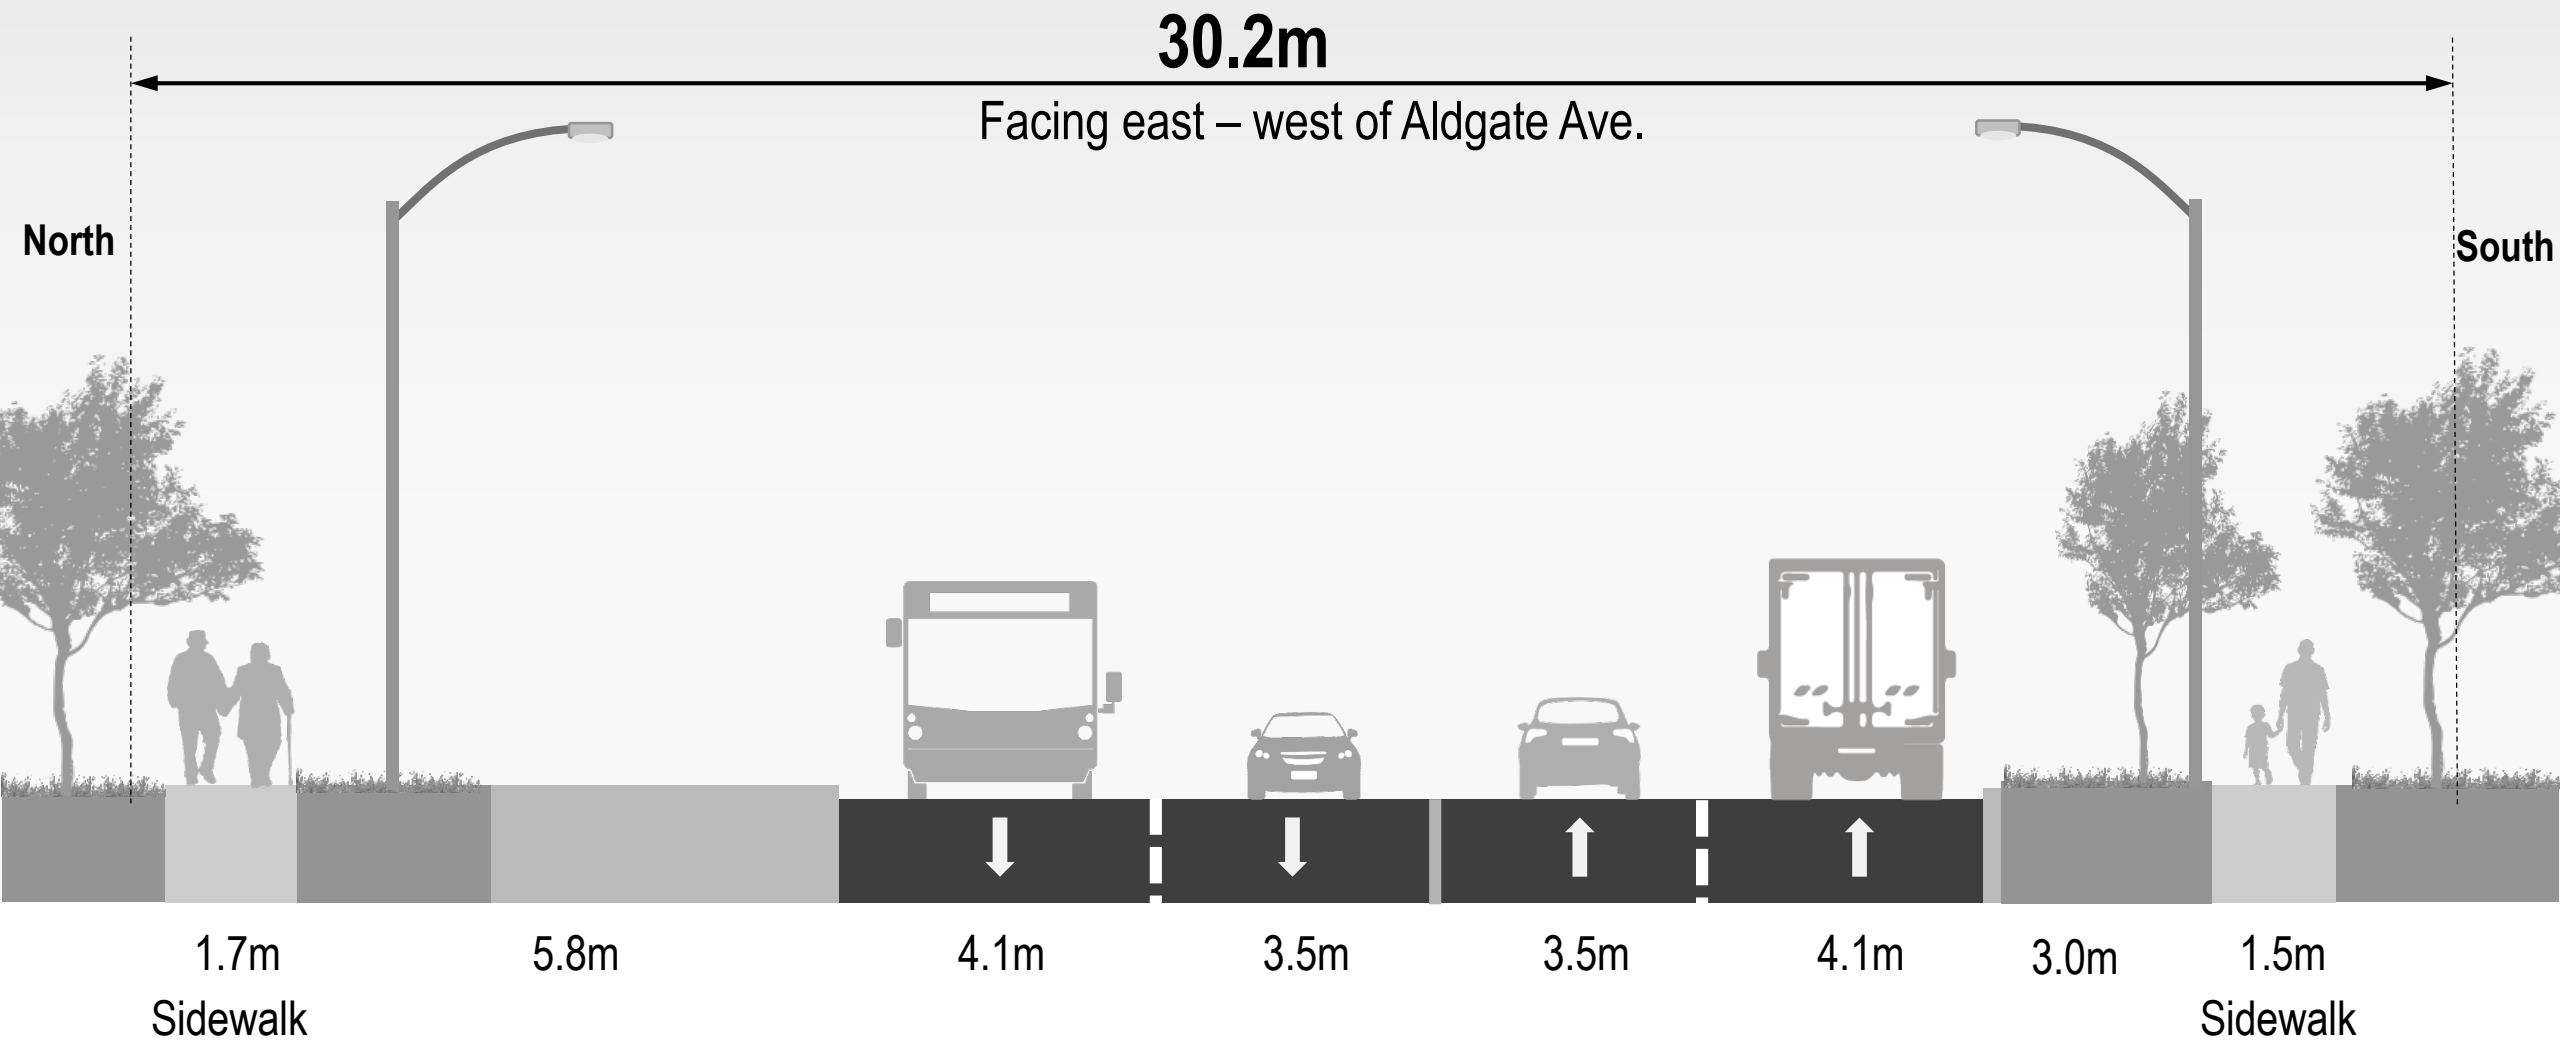 30.2m
Facing east – west of Aldgate Ave.
North
South
1.7m
5.8m
4.1m
3.5m
3.5m
4.1m
3.0m
1.5m
Sidewalk
Sidewalk